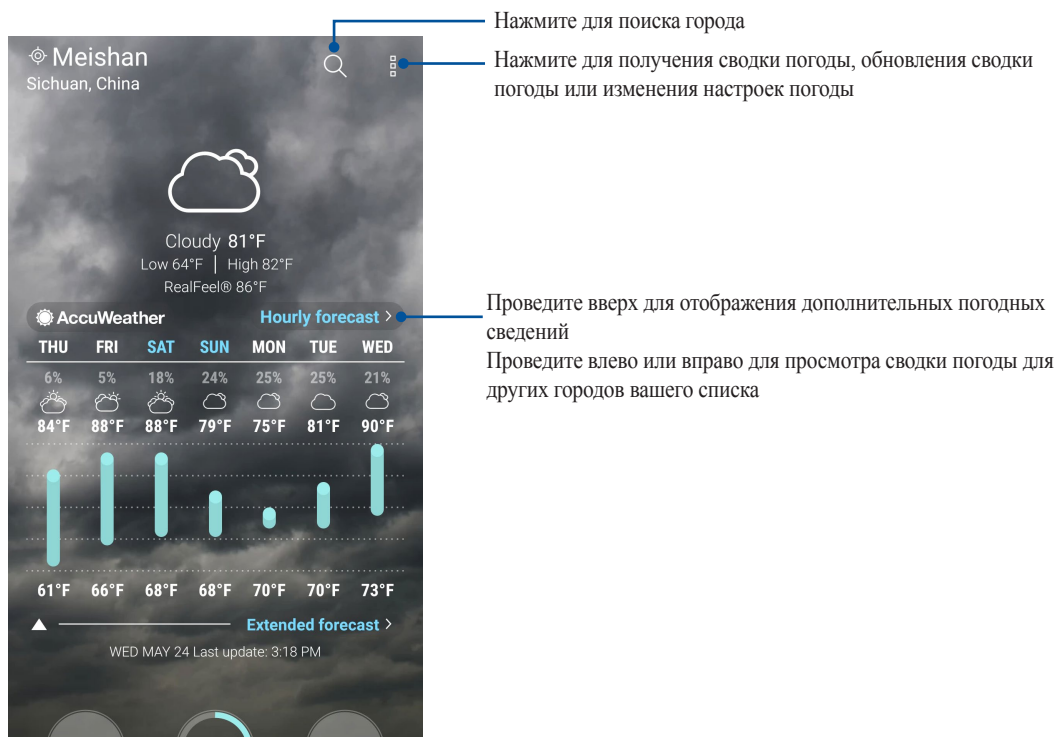 Нажмите для поиска города
Нажмите для получения сводки погоды, обновления сводки
погоды или изменения настроек погоды
Meishan
Sichuan, China
Cloudy 81°F
Low 64°F | High 82°F
RealFeel® 86°F
AccuWeather Hourly forecast >
Проведите вверх для отображения дополнительных погодных
сведений
Проведите влево или вправо для просмотра сводки погоды для
других городов вашего списка
THU FRI SAT SUN MON TUE WED
6% 5% 18% 24% 25% 25% 21%
84°F 88°F 88°F 79°F 75°F 81°F 90°F
61°F 66°F 68°F 68°F 70°F 70°F 73°F
Extended forecast >
WED MAY 24 Last update: 3:18 PM